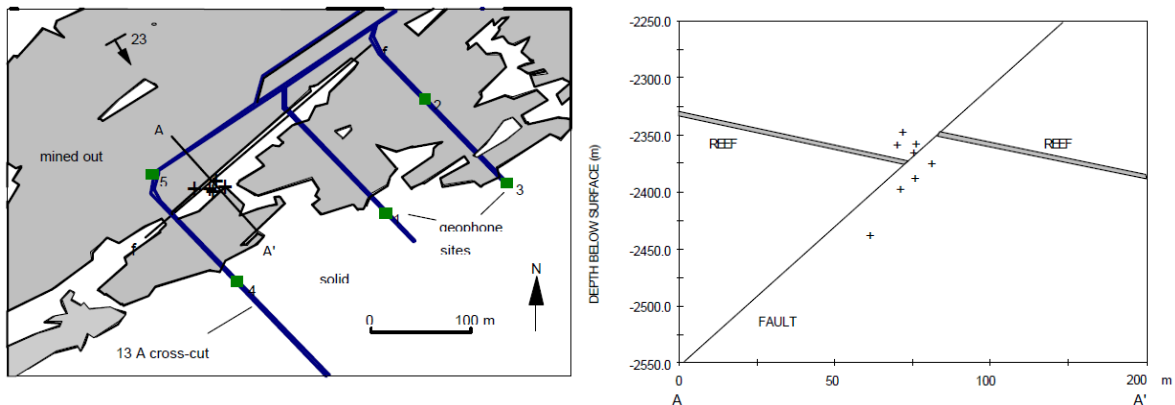 23
f
2
A
mined out
5
3
1
geophone
sites
f
A'
4
solid
N
0 100 m
13 A cross-cut
DEPTH BELOW SURFACE (m)
-2250.0
-2300.0
-2350.0
-2400.0
-2450.0
-2500.0
-2550.0
REEF
REEF
FAULT
0 50 100 200 m
A A'